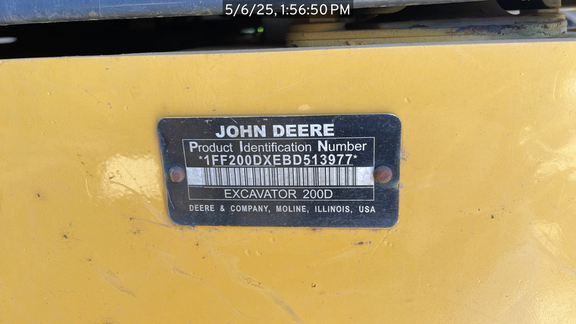 5/6/25, 1:56:50 PM
JOHN DEERE
Product Identification Number
*1FF200DXEBD513977*
EXCAVATOR 200D
DEERE & COMPANY, MOLINE, ILLINOIS, USA